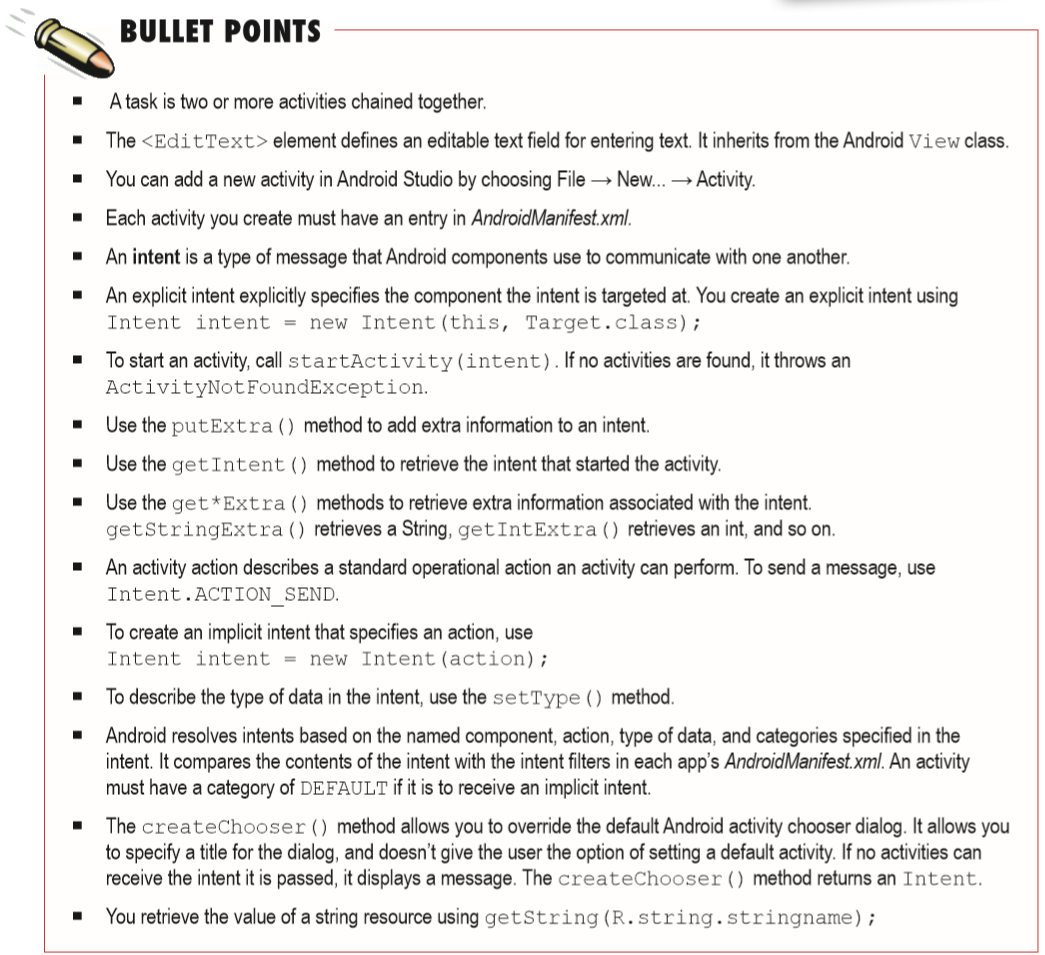 BULLET POINTS
■ A task is two or more activities chained together.
■ The <EditText> element defines an editable text field for entering text. It inherits from the Android View class.
■ You can add a new activity in Android Studio by choosing File → New... → Activity.
■ Each activity you create must have an entry in AndroidManifest.xml.
■ An intent is a type of message that Android components use to communicate with one another.
■ An explicit intent explicitly specifies the component the intent is targeted at. You create an explicit intent using
Intent intent = new Intent(this, Target.class);
■ To start an activity, call startActivity(intent). If no activities are found, it throws an
ActivityNotFoundException.
■ Use the putExtra() method to add extra information to an intent.
■ Use the getIntent() method to retrieve the intent that started the activity.
■ Use the get*Extra() methods to retrieve extra information associated with the intent.
getStringExtra() retrieves a String, getIntExtra() retrieves an int, and so on.
■ An activity action describes a standard operational action an activity can perform. To send a message, use
Intent.ACTION_SEND.
■ To create an implicit intent that specifies an action, use
Intent intent = new Intent(action);
■ To describe the type of data in the intent, use the setType() method.
■ Android resolves intents based on the named component, action, type of data, and categories specified in the
intent. It compares the contents of the intent with the intent filters in each app's AndroidManifest.xml. An activity
must have a category of DEFAULT if it is to receive an implicit intent.
■ The createChooser() method allows you to override the default Android activity chooser dialog. It allows you
to specify a title for the dialog, and doesn't give the user the option of setting a default activity. If no activities can
receive the intent it is passed, it displays a message. The createChooser() method returns an Intent.
■ You retrieve the value of a string resource using getString(R.string.stringname);